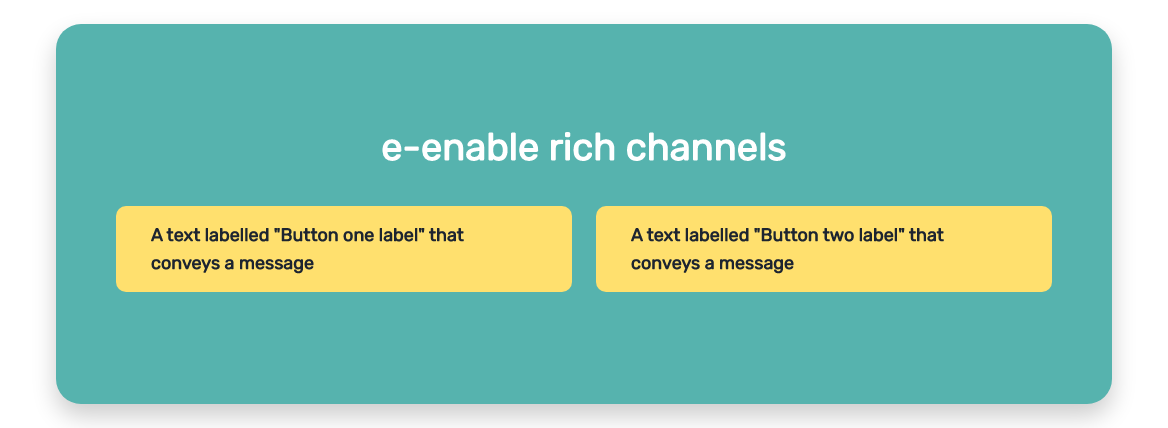 e-enable rich channels
A text labelled "Button one label" that
conveys a message
A text labelled "Button two label" that
conveys a message